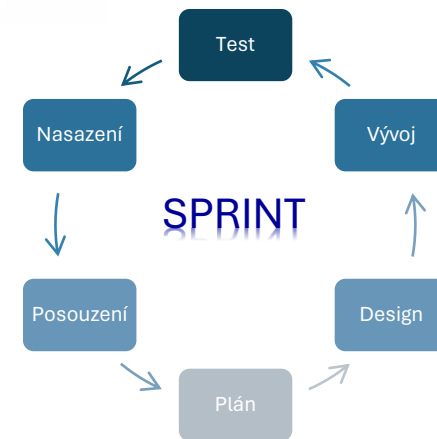 Test
Nasazení
Vývoj
SPRINT
Posouzení
Design
Plán